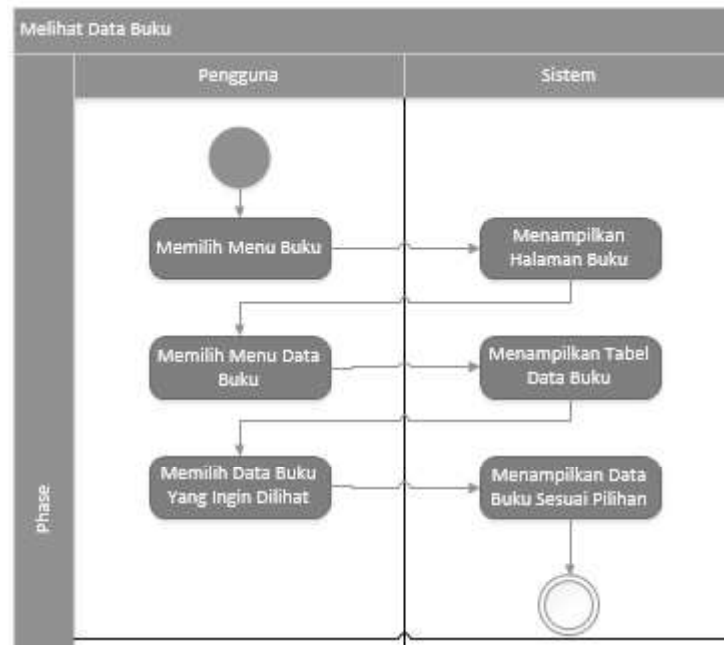 Melihat Data Buku
Pengguna
Sistem
Phase
Memilih Menu Buku
Menampilkan
Halaman Buku
Memilih Menu Data
Buku
Menampilkan Tabel
Data Buku
Memilih Data Buku
Yang Ingin Dilihat
Menampilkan Data
Buku Sesuai Pilihan